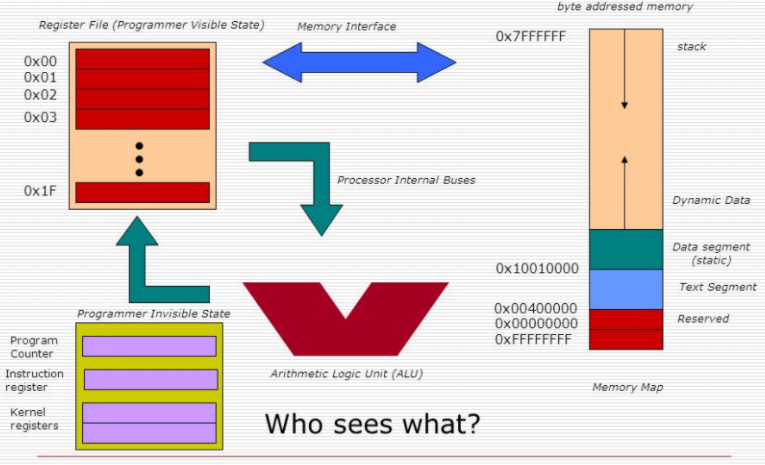 byte addressed memory
Register File (Programmer Visible State)
Memory Interface
0x7FFFFFF
stack
0x00
0x01
0x02
0x03
0x1F
Processor Internal Buses
Dynamic Data
Data segment
(static)
0x10010000
Text Segment
0x00400000
0x00000000
0xFFFFFFFF
Reserved
Programmer Invisible State
Program
Counter
Instruction
register
Kernel
registers
Arithmetic Logic Unit (ALU)
Memory Map
Who sees what?